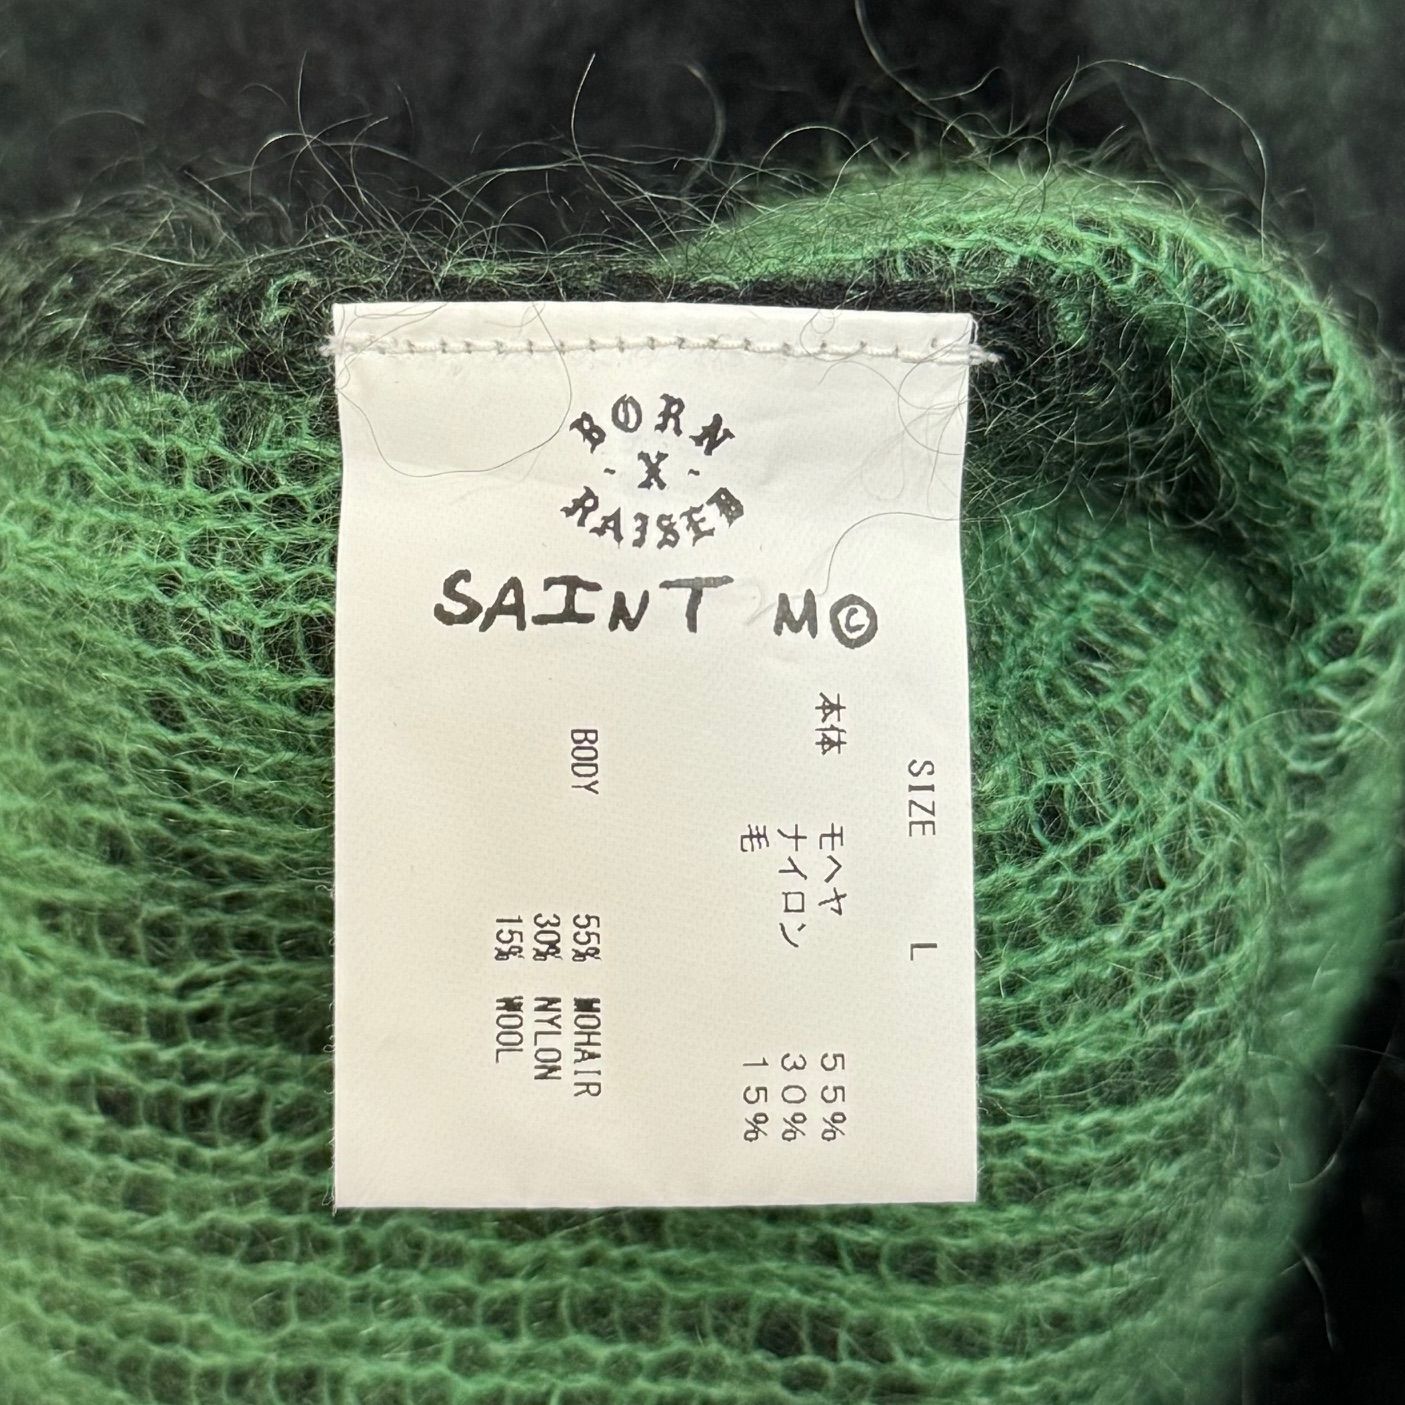 BORN
- X -
RAISED
SAINT M©
SIZE L
本体 モヘヤ 55%
ナイロン 30%
毛 15%
BODY 55% MOHAIR
30% NYLON
15% WOOL